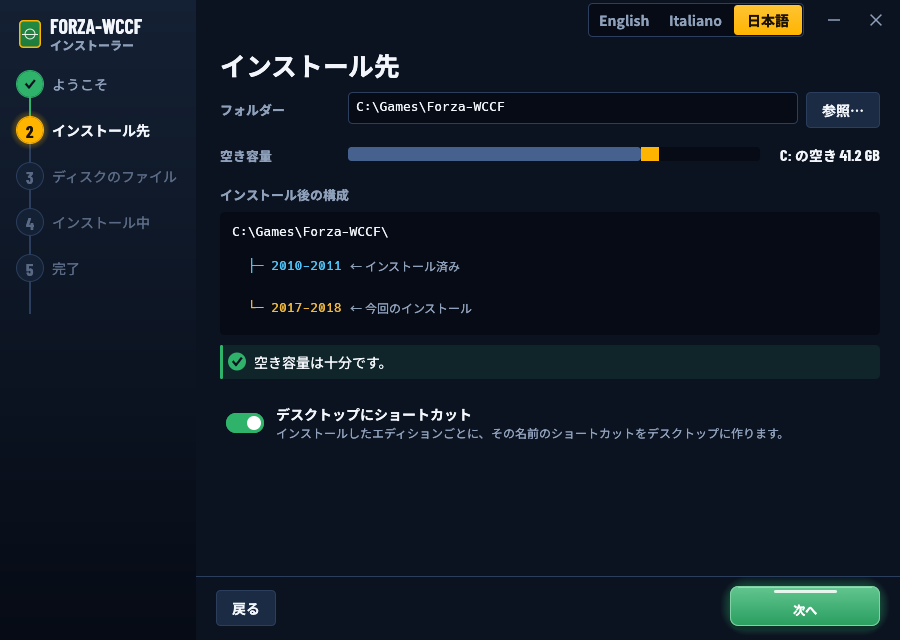 FORZA-WCCF
インストーラー
English Italiano 日本語
ようこそ
2 インストール先
3 ディスクのファイル
4 インストール中
5 完了
インストール先
フォルダー C:\Games\Forza-WCCF 参照…
空き容量 C: の空き 41.2 GB
インストール後の構成
C:\Games\Forza-WCCF\
├─ 2010-2011 ←インストール済み
└─ 2017-2018 ←今回のインストール
空き容量は十分です。
デスクトップにショートカット
インストールしたエディションごとに、その名前のショートカットをデスクトップに作ります。
戻る 次へ